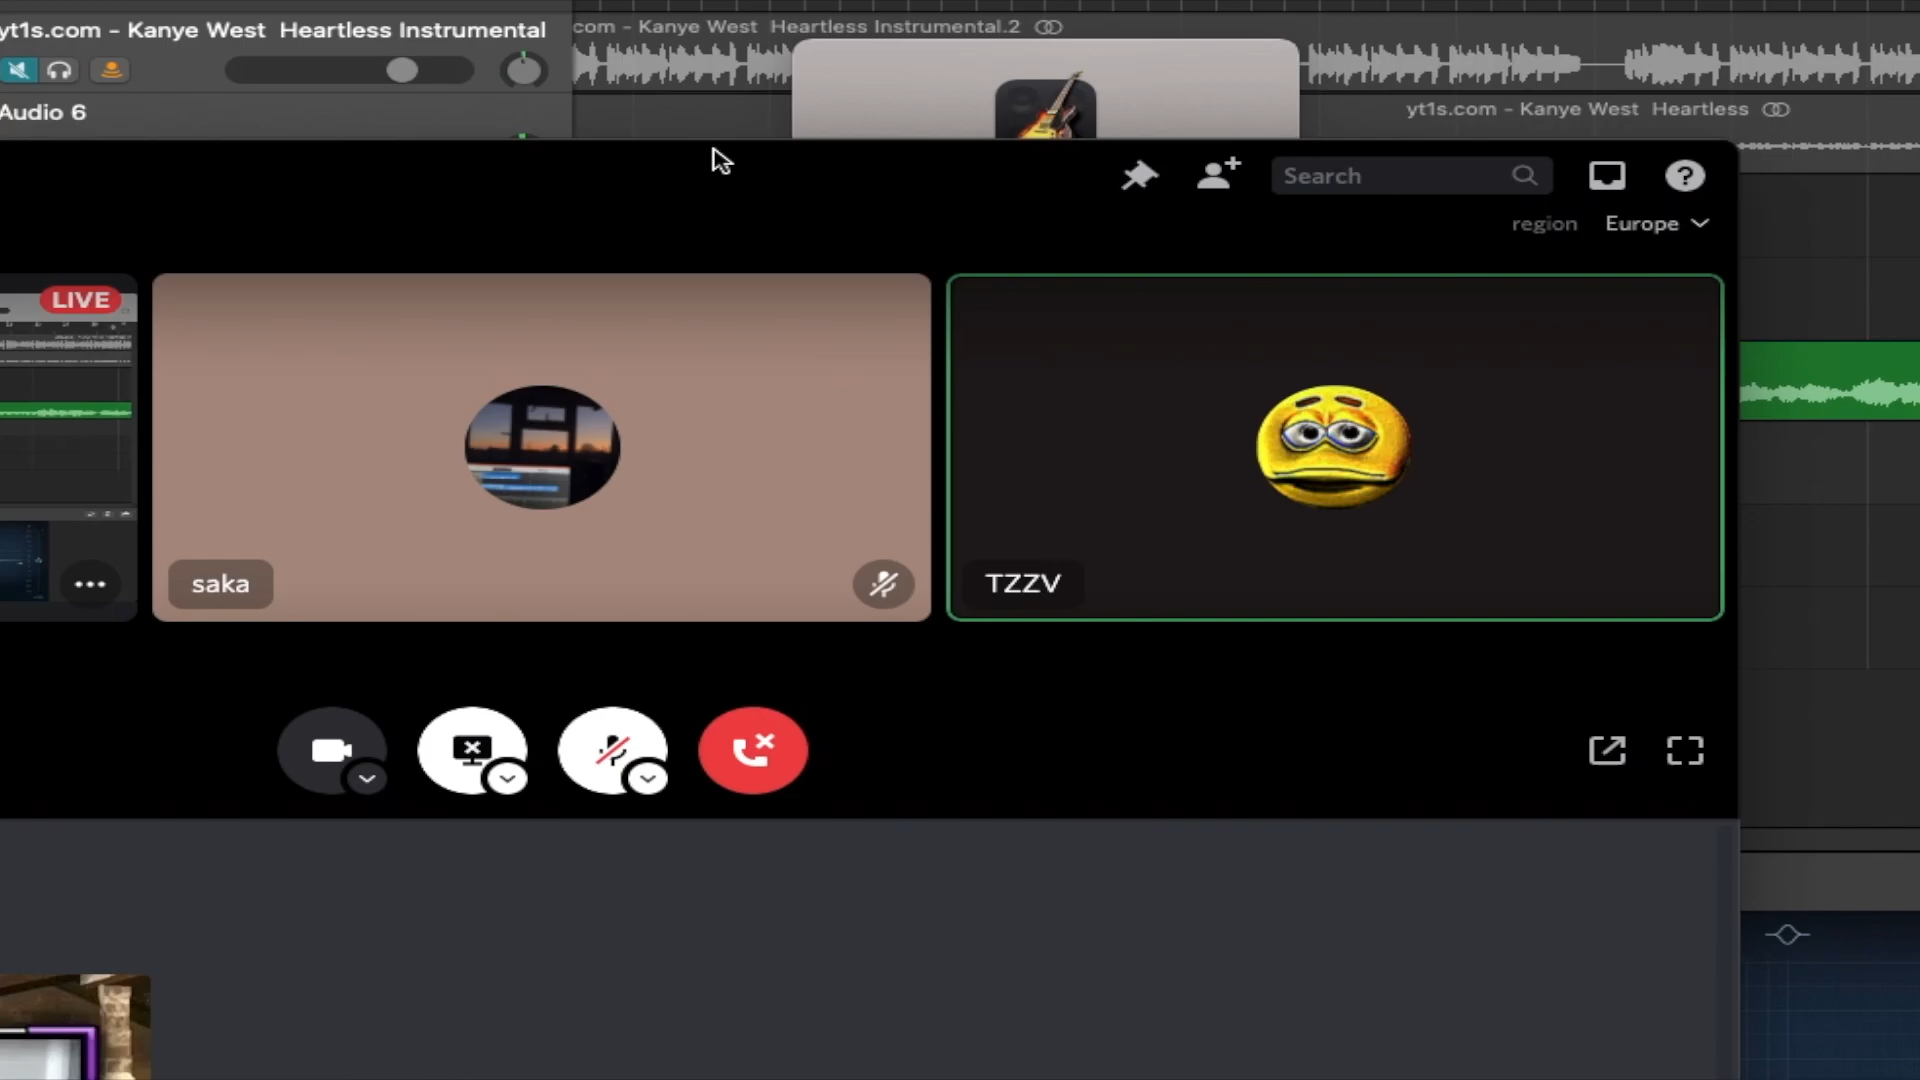 yt1s.com - Kanye West  Heartless Instrumental
com - Kanye West  Heartless Instrumental.2
Audio 6
yt1s.com - Kanye West  Heartless
Search
region Europe
LIVE
saka
TZZV